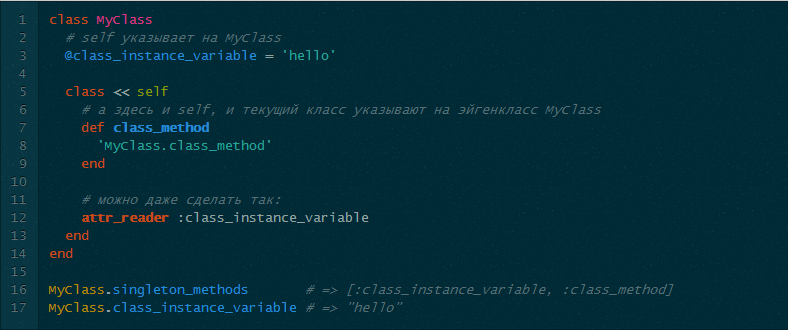 1 class MyClass
2   # self указывает на MyClass
3   @class_instance_variable = 'hello'
4
5   class << self
6     # а здесь и self, и текущий класс указывают на эйгенкласс MyClass
7     def class_method
8       'MyClass.class_method'
9     end
10
11     # можно даже сделать так:
12     attr_reader :class_instance_variable
13   end
14 end
15
16 MyClass.singleton_methods       # => [:class_instance_variable, :class_method]
17 MyClass.class_instance_variable # => "hello"